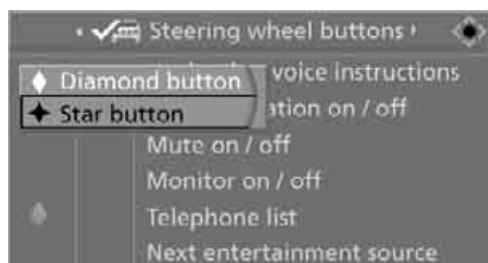 Steering wheel buttons
voice instructions
Diamond button
ation on / off
Star button
Mute on / off
Monitor on / off
Telephone list
Next entertainment source